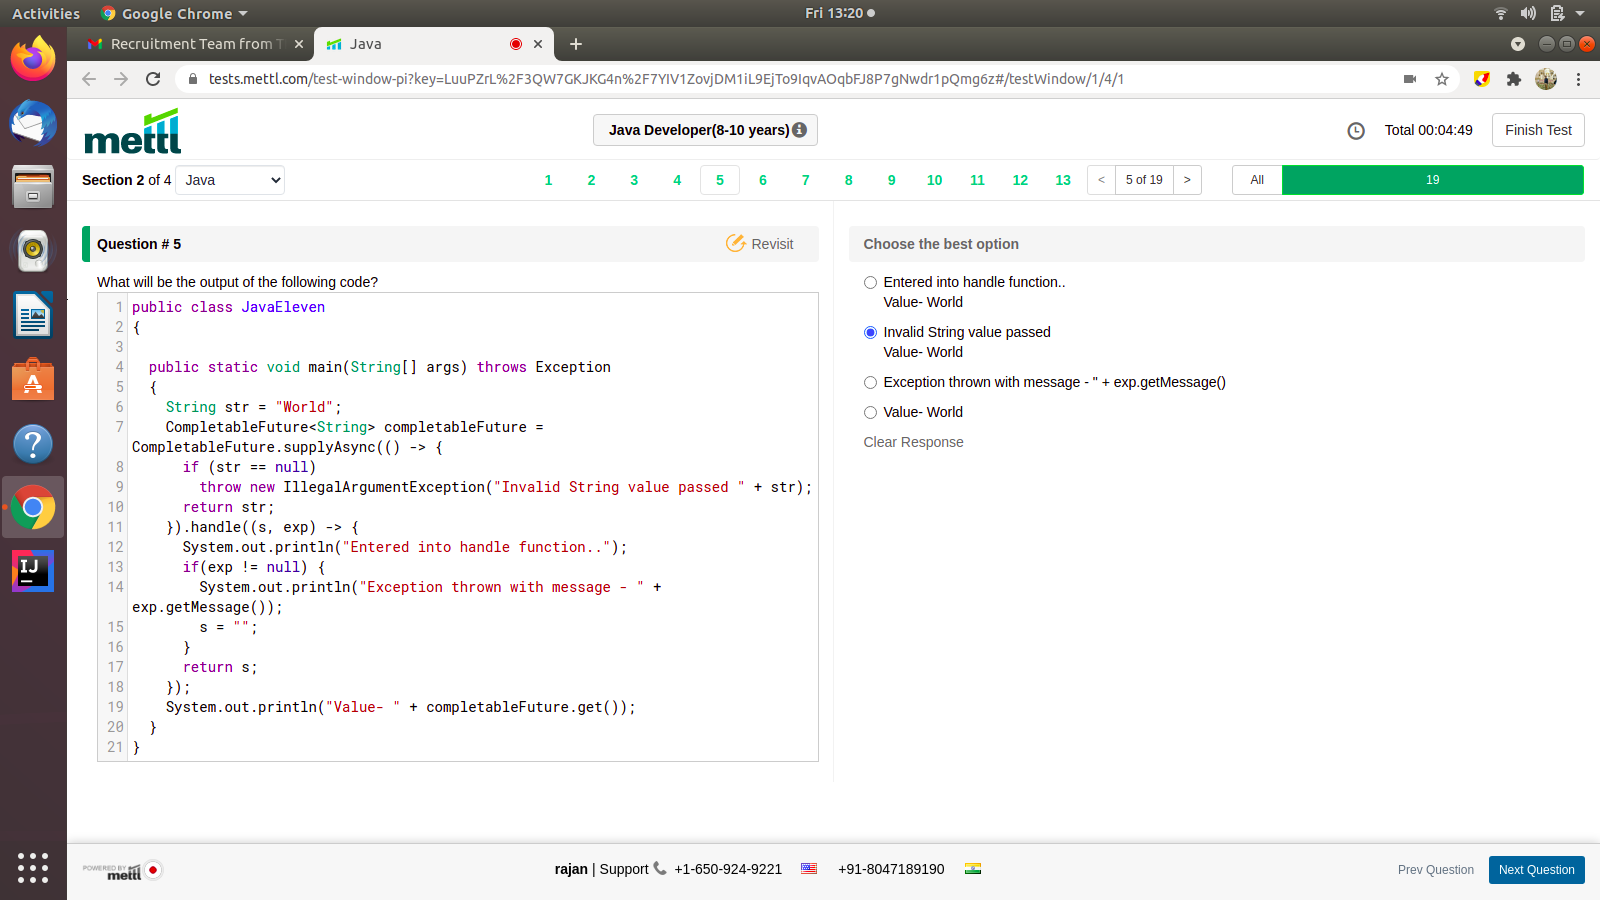 Activities Google Chrome Fri 13:20
Recruitment Team from T Java
tests.mettl.com/test-window-pi?key=LuuPZrL%2F3QW7GKJKG4n%2F7YIV1ZovjDM1iL9EjTo9IqvAOqbFJ8P7gNwdr1pQmg6z#/testWindow/1/4/1
mettl Java Developer(8-10 years) Total 00:04:49 Finish Test
Section 2 of 4 Java 1 2 3 4 5 6 7 8 9 10 11 12 13 < 5 of 19 > All 19
Question # 5 Revisit
What will be the output of the following code?
1 public class JavaEleven
2 {
3
4 public static void main(String[] args) throws Exception
5 {
6 String str = "World";
7 CompletableFuture<String> completableFuture =
CompletableFuture.supplyAsync(() -> {
8 if (str == null)
9 throw new IllegalArgumentException("Invalid String value passed " + str);
10 return str;
11 }).handle((s, exp) -> {
12 System.out.println("Entered into handle function..");
13 if(exp != null) {
14 System.out.println("Exception thrown with message - " +
exp.getMessage());
15 s = "";
16 }
17 return s;
18 });
19 System.out.println("Value- " + completableFuture.get());
20 }
21 }
Choose the best option
Entered into handle function..
Value- World
Invalid String value passed
Value- World
Exception thrown with message - " + exp.getMessage()
Value- World
Clear Response
POWERED BY mettl rajan | Support +1-650-924-9221 +91-8047189190 Prev Question Next Question